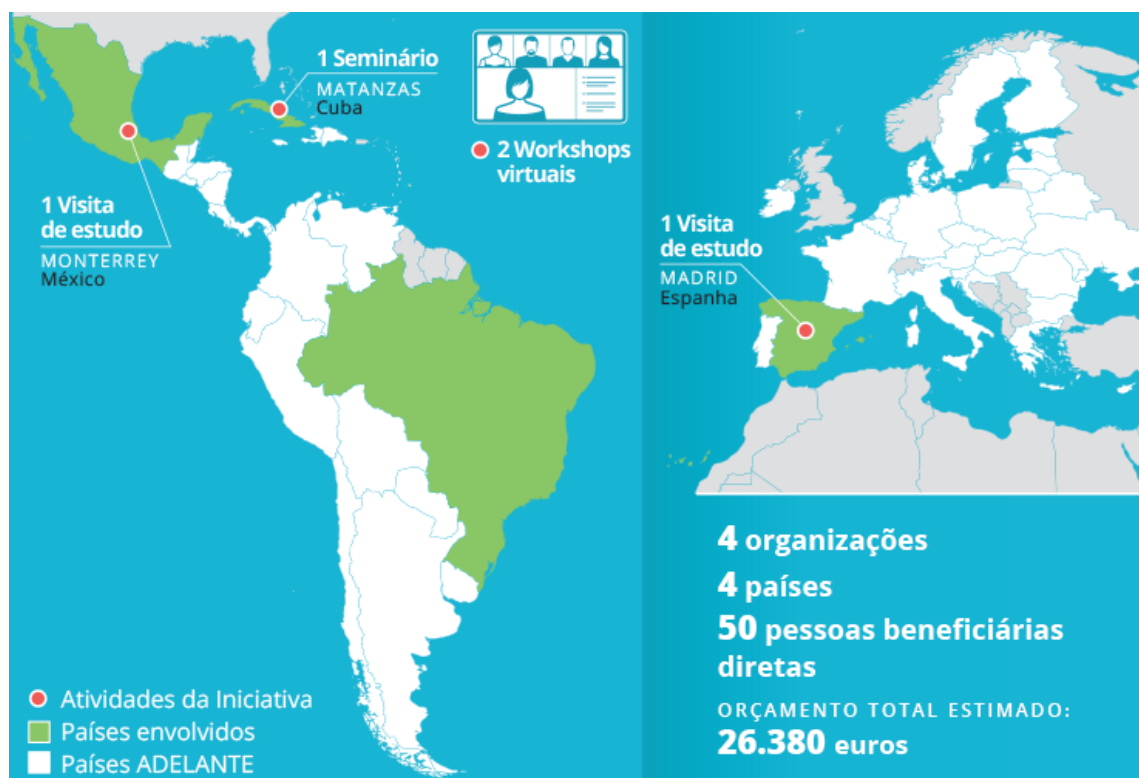 1 Seminário
MATANZAS
Cuba
2 Workshops
virtuais
1 Visita
de estudo
MONTERREY
México
1 Visita
de estudo
MADRID
Espanha
4 organizações
4 países
50 pessoas beneficiárias
diretas
ORÇAMENTO TOTAL ESTIMADO:
26.380 euros
Atividades da Iniciativa
Países envolvidos
Países ADELANTE